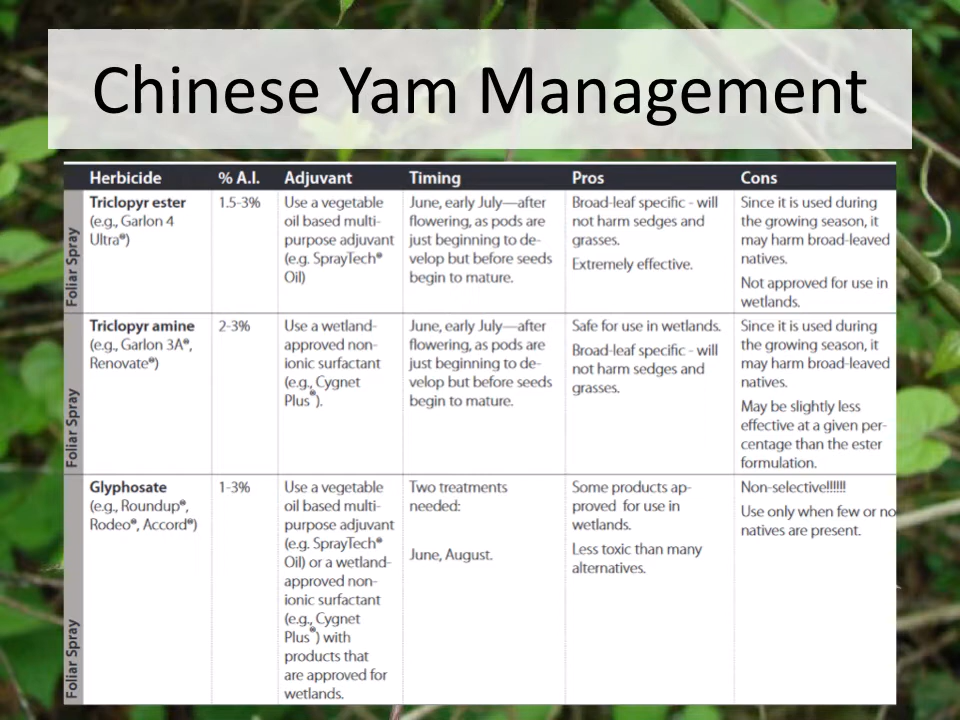 Chinese Yam Management
Herbicide % A.I. Adjuvant Timing Pros Cons
Foliar Spray
Triclopyr ester
(e.g., Garlon 4
Ultra®)
1.5-3%
Use a vegetable
oil based multi-
purpose adjuvant
(e.g. SprayTech®
Oil)
June, early July—after
flowering, as pods are
just beginning to de-
velop but before seeds
begin to mature.
Broad-leaf specific - will
not harm sedges and
grasses.
Extremely effective.
Since it is used during
the growing season, it
may harm broad-leaved
natives.
Not approved for use in
wetlands.
Foliar Spray
Triclopyr amine
(e.g., Garlon 3A®,
Renovate®)
2-3%
Use a wetland-
approved non-
ionic surfactant
(e.g., Cygnet
Plus®).
June, early July—after
flowering, as pods are
just beginning to de-
velop but before seeds
begin to mature.
Safe for use in wetlands.
Broad-leaf specific - will
not harm sedges and
grasses.
Since it is used during
the growing season, it
may harm broad-leaved
natives.
May be slightly less
effective at a given per-
centage than the ester
formulation.
Foliar Spray
Glyphosate
(e.g., Roundup®,
Rodeo®, Accord®)
1-3%
Use a vegetable
oil based multi-
purpose adjuvant
(e.g. SprayTech®
Oil) or a wetland-
approved non-
ionic surfactant
(e.g., Cygnet
Plus®) with
products that
are approved for
wetlands.
Two treatments
needed:
June, August.
Some products ap-
proved for use in
wetlands.
Less toxic than many
alternatives.
Non-selective!!!!!!
Use only when few or no
natives are present.